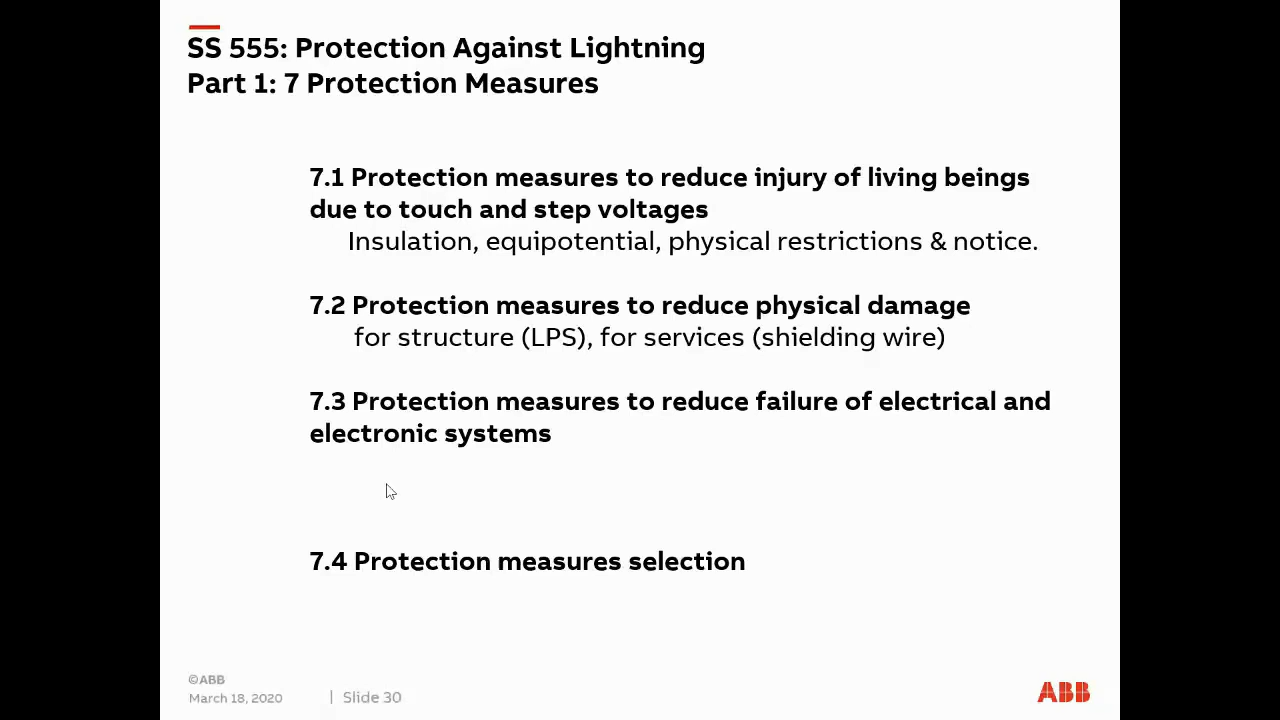 SS 555: Protection Against Lightning
Part 1: 7 Protection Measures
7.1 Protection measures to reduce injury of living beings
due to touch and step voltages
Insulation, equipotential, physical restrictions & notice.
7.2 Protection measures to reduce physical damage
for structure (LPS), for services (shielding wire)
7.3 Protection measures to reduce failure of electrical and
electronic systems
7.4 Protection measures selection
©ABB
March 18, 2020 | Slide 30
ABB